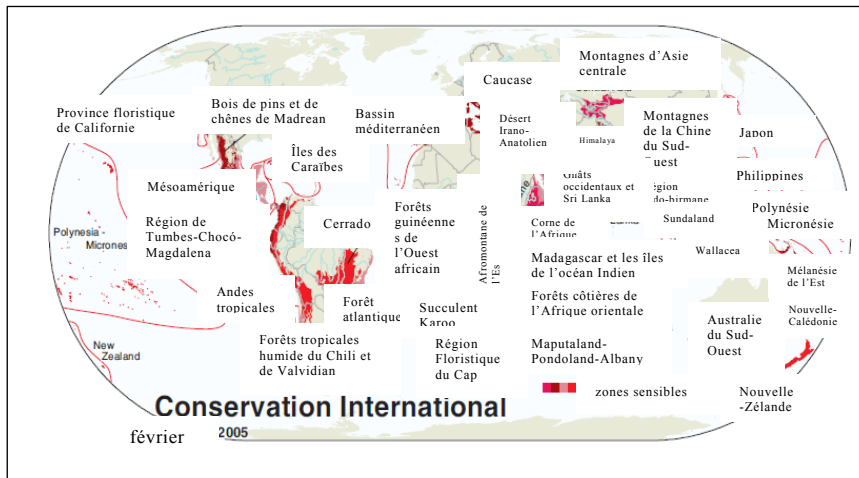 Montagnes d'Asie
centrale
Caucase
Province floristique
de Californie
Bois de pins et de
chênes de Madrean
Bassin
méditerranéen
Désert
Irano-
Anatolien
Himalaya
Montagnes
de la Chine
du Sud-
Ouest
Japon
Îles des
Caraïbes
Mésoamérique
Ghâts
occidentaux et
Sri Lanka
Philippines
Polynesia -
Micrones
Région de
Tumbes-Chocó-
Magdalena
Cerrado
Forêts
guinéenne
s de
l'Ouest
africain
Afromontane de
l'Es
Corne de
l'Afrique
Sundaland
Polynésie
Micronésie
Wallacea
Madagascar et les îles
de l'océan Indien
Mélanésie
de l'Est
Andes
tropicales
Forêt
atlantique
Succulent
Karoo
Forêts côtières de
l'Afrique orientale
Nouvelle-
Calédonie
Australie
du Sud-
Ouest
New
Zealand
Forêts tropicales
humide du Chili et
de Valvidian
Région
Floristique
du Cap
Maputaland-
Pondoland-Albany
zones sensibles
Nouvelle
-Zélande
Conservation International
février 2005